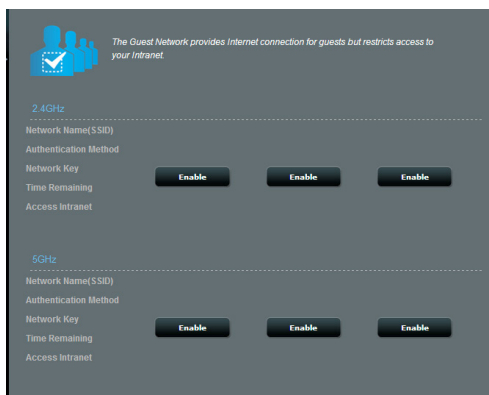 The Guest Network provides Internet connection for guests but restricts access to
your Intranet.
2.4GHz
Network Name(SSID)
Authentication Method
Network Key
Enable Enable Enable
Time Remaining
Access Intranet
5GHz
Network Name(SSID)
Authentication Method
Network Key
Enable Enable Enable
Time Remaining
Access Intranet